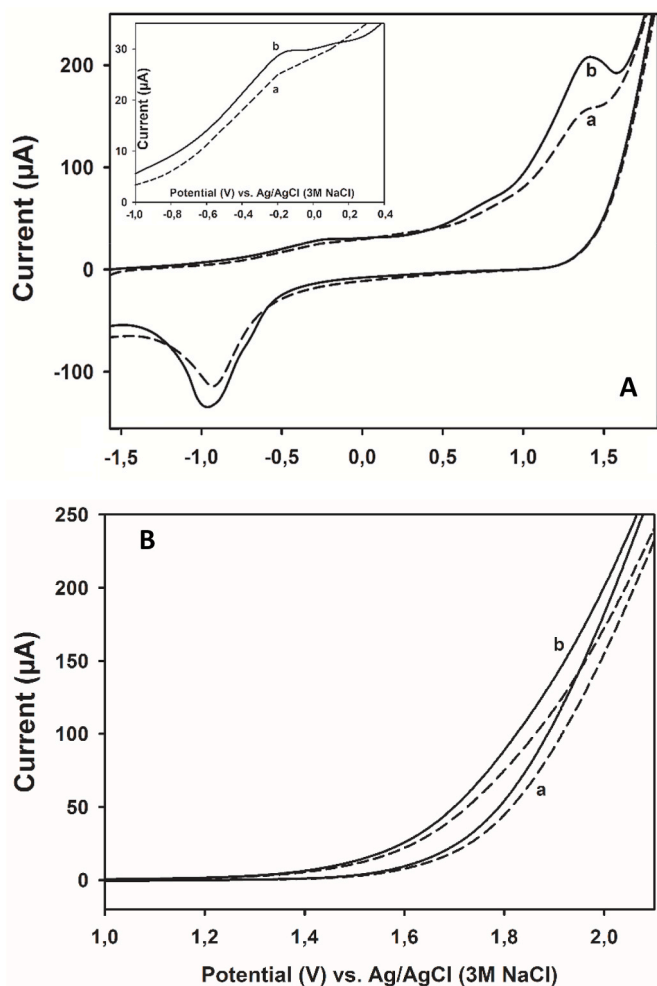 A
Current (µA)
200
100
0
-100
-1,5 -1,0 -0,5 0,0 0,5 1,0 1,5
b
a
Current (µA)
30
20
10
0
b
a
Potential (V) vs. Ag/AgCl (3M NaCl)
-1,0 -0,8 -0,6 -0,4 -0,2 0,0 0,2 0,4
B
Current (µA)
250
200
150
100
50
0
b
a
1,0 1,2 1,4 1,6 1,8 2,0
Potential (V) vs. Ag/AgCl (3M NaCl)